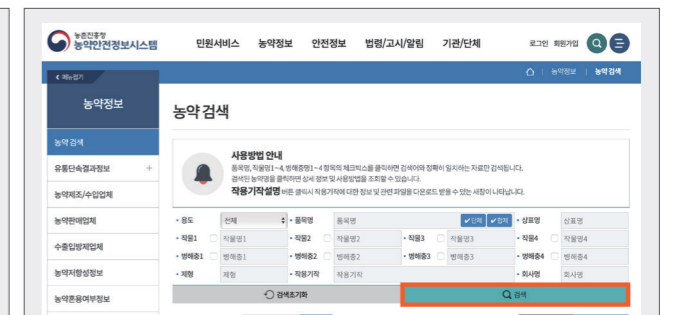 농촌진흥청
농약안전정보시스템
민원서비스 농약정보 안전정보 법령/고시/알림 기관/단체 로그인 회원가입
메뉴접기
농약정보 농약 검색
농약정보
농약 검색
농약 검색
유통단속결과정보 +
농약제조/수입업체
농약판매업체
수출입방제업체
농약저항성정보
농약혼용여부정보
사용방법 안내
품목명, 작물명1~4, 병해충명1~4 항목의 체크박스를 클릭하면 검색어와 정확히 일치하는 자료만 검색됩니다.
검색된 농약명을 클릭하면 상세 정보 및 사용방법을 조회할 수 있습니다.
작용기작설명 버튼 클릭시 작용기작에 대한 정보 및 관련 파일을 다운로드 받을 수 있는 새창이 나타납니다.
• 용도 전체 • 품목명 품목명 ✔단제 ✔합제 • 상표명 상표명
• 작물1 작물명1 • 작물2 작물명2 • 작물3 작물명3 • 작물4 작물명4
• 병해충1 병해충1 • 병해충2 병해충2 • 병해충3 병해충3 • 병해충4 병해충4
• 제형 제형 • 작용기작 작용기작 • 회사명 회사명
검색초기화 검색